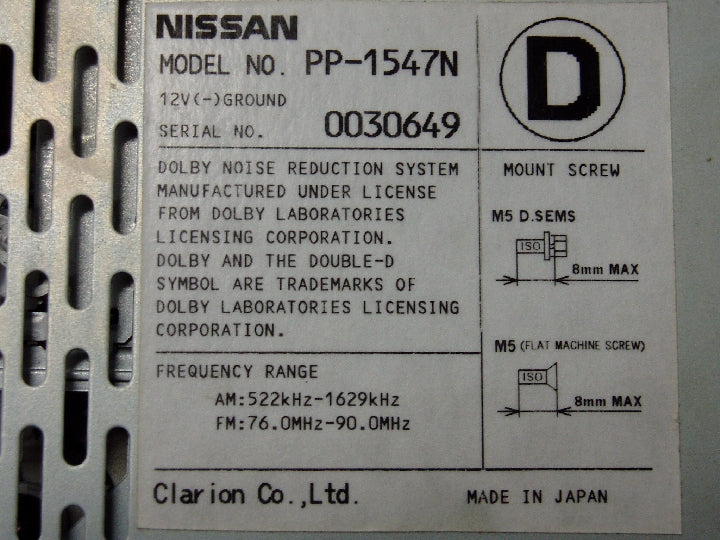 NISSAN
MODEL NO. PP-1547N
12V(-)GROUND
SERIAL NO. 0030649
D
DOLBY NOISE REDUCTION SYSTEM
MANUFACTURED UNDER LICENSE
FROM DOLBY LABORATORIES
LICENSING CORPORATION.
DOLBY AND THE DOUBLE-D
SYMBOL ARE TRADEMARKS OF
DOLBY LABORATORIES LICENSING
CORPORATION.
MOUNT SCREW
M5 D.SEMS
ISO
8mm MAX
M5 (FLAT MACHINE SCREW)
ISO
8mm MAX
FREQUENCY RANGE
AM:522kHz-1629kHz
FM:76.0MHz-90.0MHz
Clarion Co.,Ltd.
MADE IN JAPAN